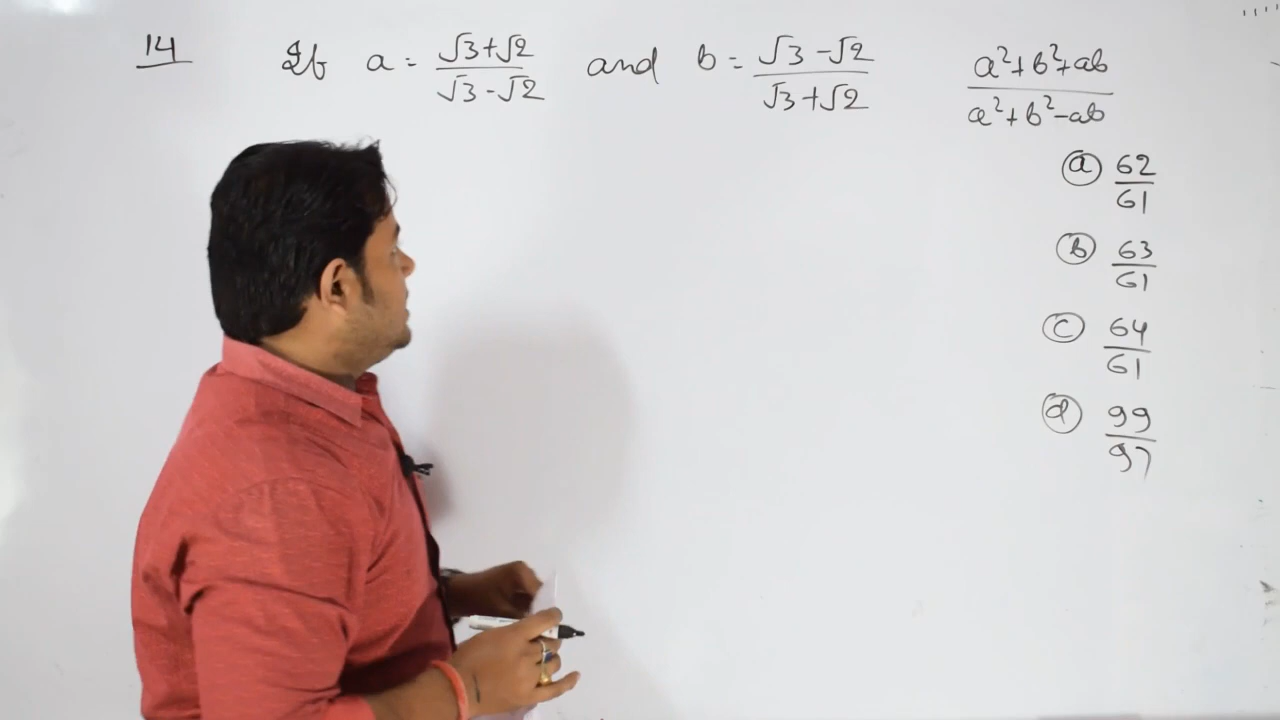 14 If a = √3+√2 / √3-√2 and b = √3-√2 / √3+√2 a²+b²+ab / a²+b²-ab
(a) 62/61
(b) 63/61
(c) 64/61
(d) 99/97